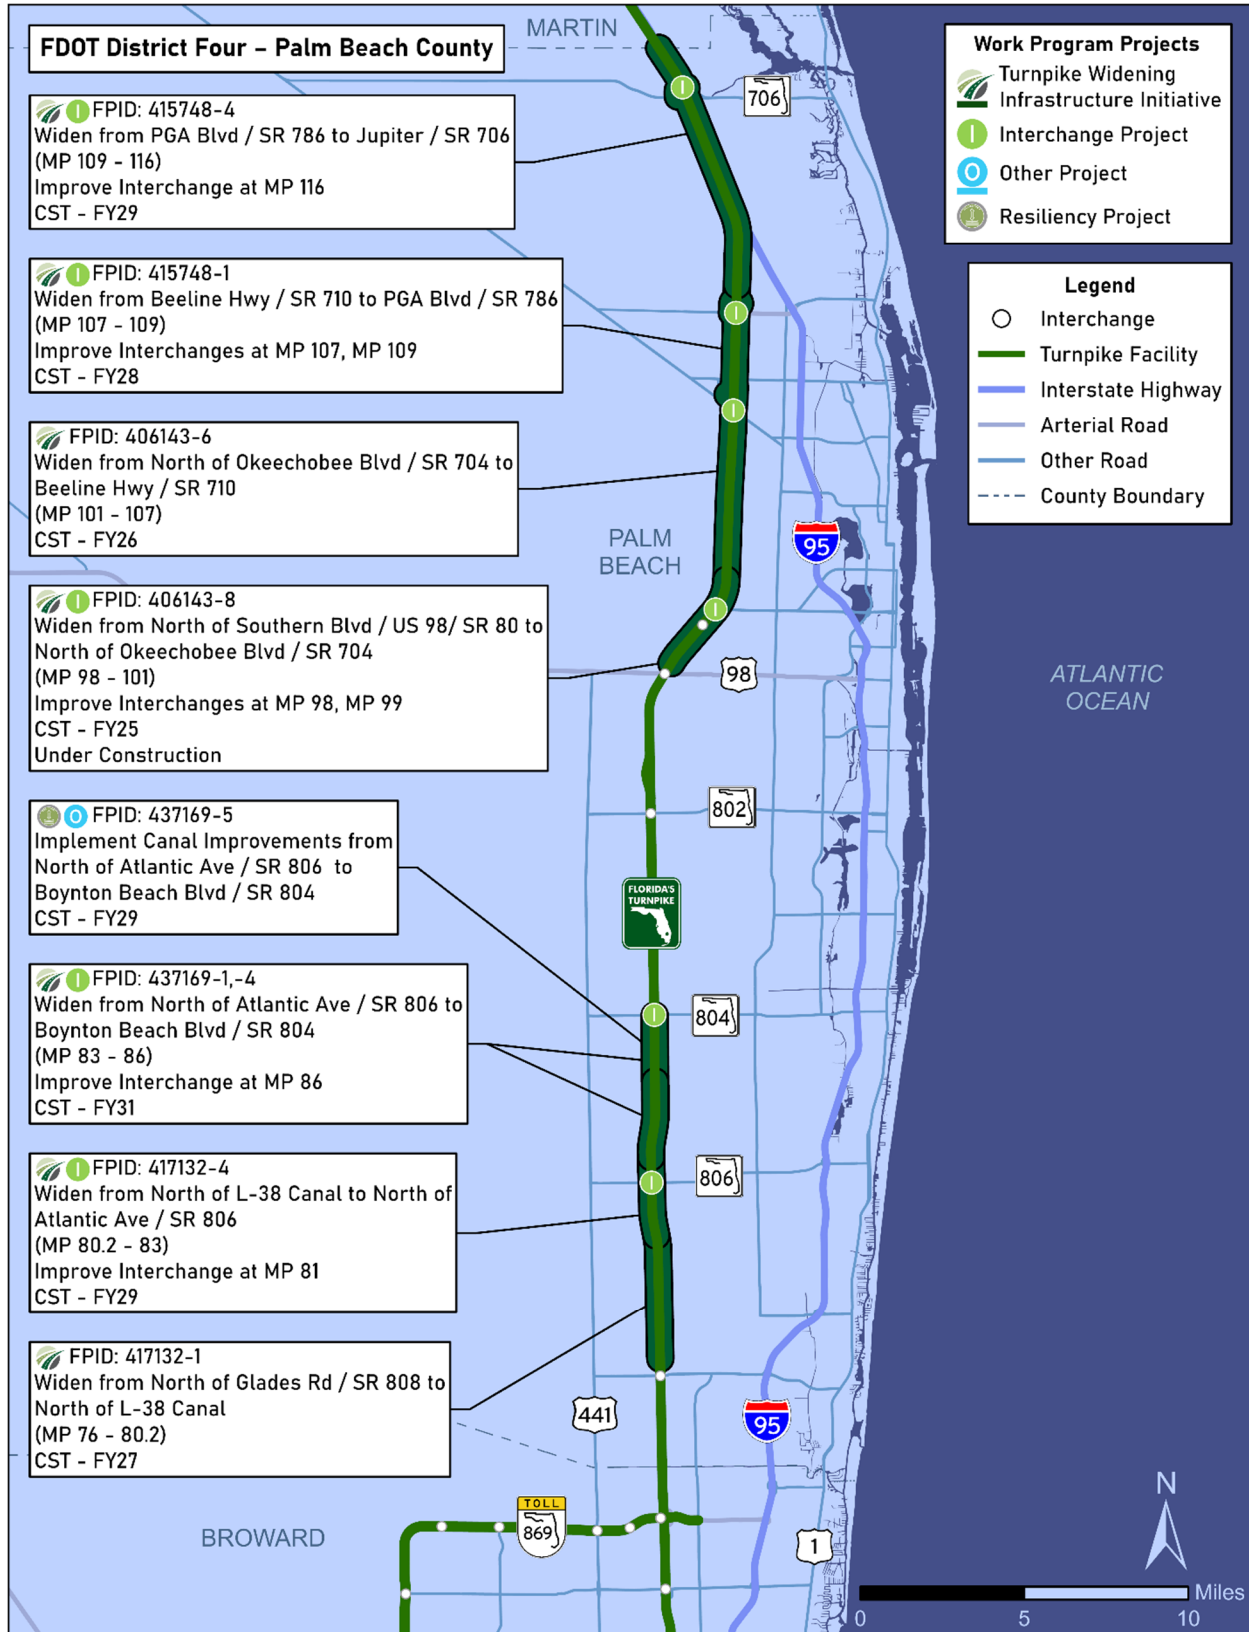 FDOT District Four – Palm Beach County
FPID: 415748-4
Widen from PGA Blvd / SR 786 to Jupiter / SR 706
(MP 109 - 116)
Improve Interchange at MP 116
CST - FY29
FPID: 415748-1
Widen from Beeline Hwy / SR 710 to PGA Blvd / SR 786
(MP 107 - 109)
Improve Interchanges at MP 107, MP 109
CST - FY28
FPID: 406143-6
Widen from North of Okeechobee Blvd / SR 704 to
Beeline Hwy / SR 710
(MP 101 - 107)
CST - FY26
I FPID: 406143-8
Widen from North of Southern Blvd / US 98/ SR 80 to
North of Okeechobee Blvd / SR 704
(MP 98 - 101)
Improve Interchanges at MP 98, MP 99
CST - FY25
Under Construction
O FPID: 437169-5
Implement Canal Improvements from
North of Atlantic Ave / SR 806 to
Boynton Beach Blvd / SR 804
CST - FY29
I FPID: 437169-1,-4
Widen from North of Atlantic Ave / SR 806 to
Boynton Beach Blvd / SR 804
(MP 83 - 86)
Improve Interchange at MP 86
CST - FY31
I FPID: 417132-4
Widen from North of L-38 Canal to North of
Atlantic Ave / SR 806
(MP 80.2 - 83)
Improve Interchange at MP 81
CST - FY29
FPID: 417132-1
Widen from North of Glades Rd / SR 808 to
North of L-38 Canal
(MP 76 - 80.2)
CST - FY27
MARTIN
706
PALM
BEACH
95
98
802
FLORIDA'S
TURNPIKE
804
806
441
95
TOLL
869
BROWARD
1
ATLANTIC
OCEAN
Work Program Projects
Turnpike Widening
Infrastructure Initiative
I Interchange Project
O Other Project
Resiliency Project
Legend
Interchange
Turnpike Facility
Interstate Highway
Arterial Road
Other Road
County Boundary
N
Miles
0 5 10